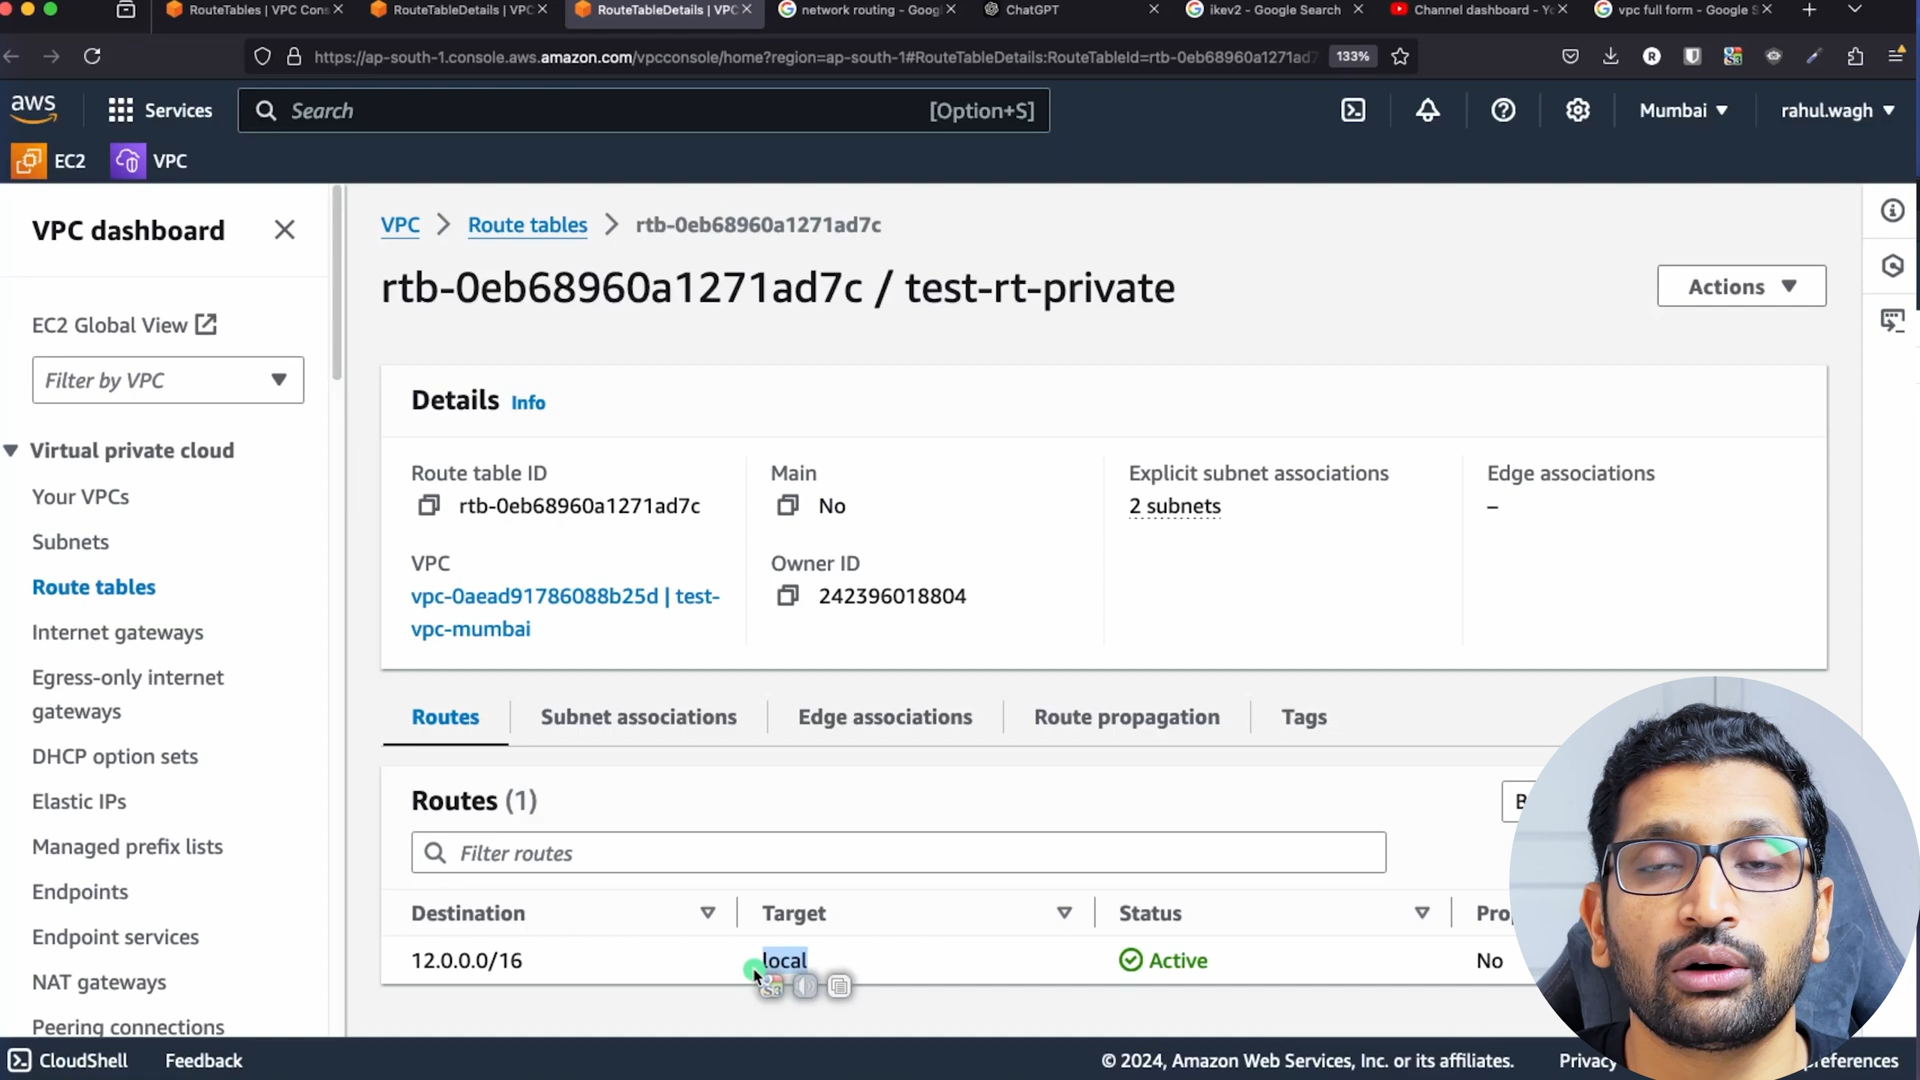 RouteTables | VPC Con
RouteTableDetails | VPC
RouteTableDetails | VPC
network routing - Goog
ChatGPT
ikev2 - Google Search
Channel dashboard - Yo
vpc full form - Google S
https://ap-south-1.console.aws.amazon.com/vpcconsole/home?region=ap-south-1#RouteTableDetails:RouteTableId=rtb-0eb68960a1271ad7
133%
aws
Services
Search
[Option+S]
Mumbai
rahul.wagh
EC2
VPC
VPC dashboard
EC2 Global View
Filter by VPC
Virtual private cloud
Your VPCs
Subnets
Route tables
Internet gateways
Egress-only internet
gateways
DHCP option sets
Elastic IPs
Managed prefix lists
Endpoints
Endpoint services
NAT gateways
Peering connections
VPC
Route tables
rtb-0eb68960a1271ad7c
rtb-0eb68960a1271ad7c / test-rt-private
Actions
Details Info
Route table ID
rtb-0eb68960a1271ad7c
Main
No
Explicit subnet associations
2 subnets
Edge associations
–
VPC
vpc-0aead91786088b25d | test-
vpc-mumbai
Owner ID
242396018804
Routes
Subnet associations
Edge associations
Route propagation
Tags
Routes (1)
Filter routes
Destination
Target
Status
12.0.0.0/16
local
Active
No
CloudShell
Feedback
© 2024, Amazon Web Services, Inc. or its affiliates.
Privacy